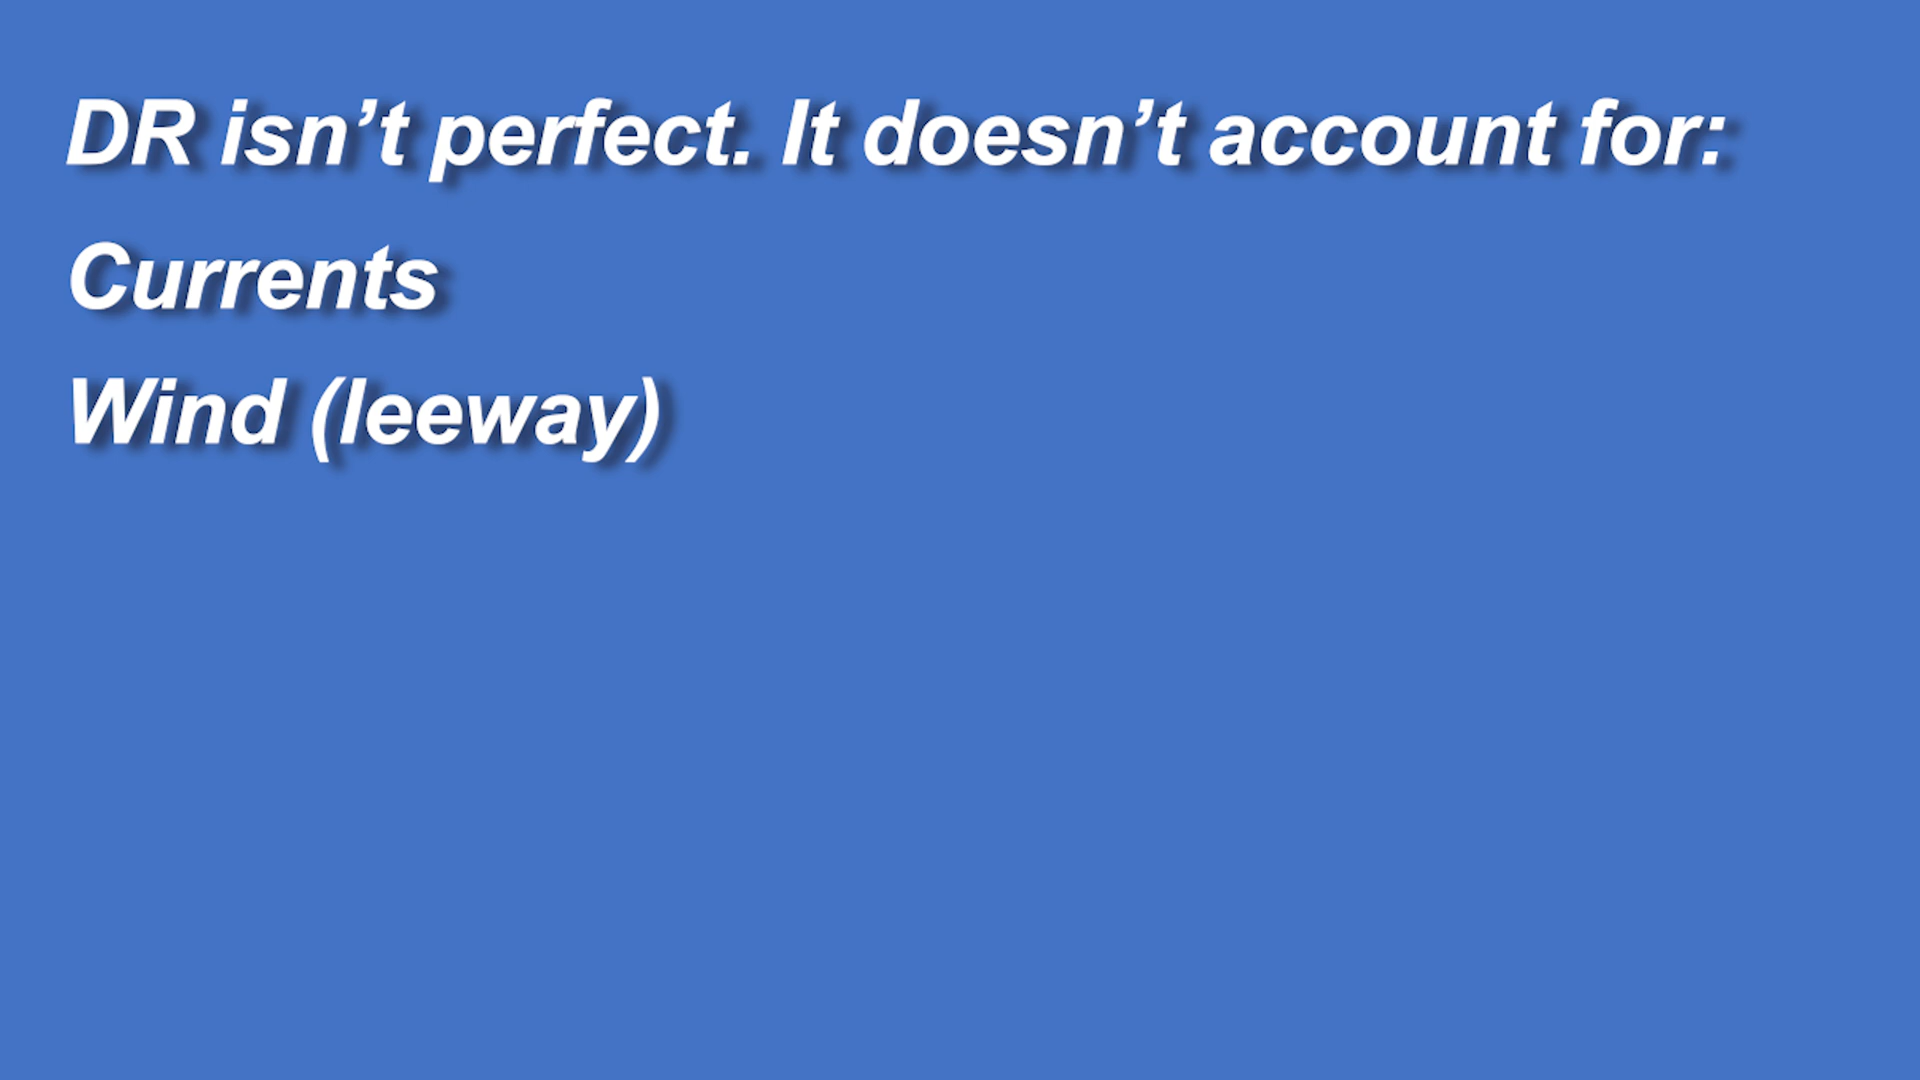 DR isn’t perfect. It doesn’t account for:
Currents
Wind (leeway)